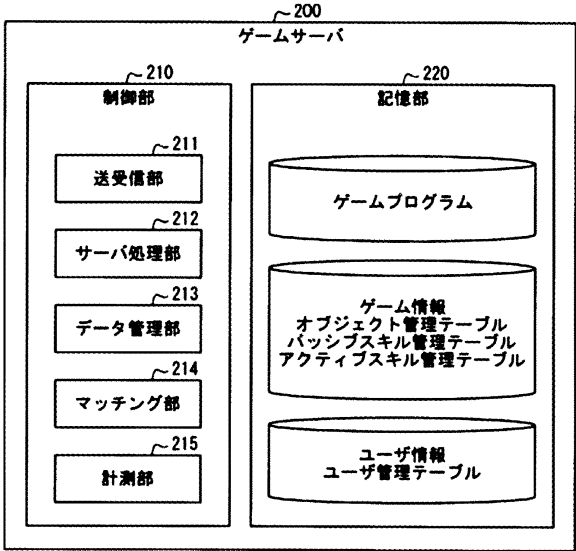 200
ゲームサーバ
210
制御部
211
送受信部
212
サーバ処理部
213
データ管理部
214
マッチング部
215
計測部
220
記憶部
ゲームプログラム
ゲーム情報
オブジェクト管理テーブル
パッシブスキル管理テーブル
アクティブスキル管理テーブル
ユーザ情報
ユーザ管理テーブル